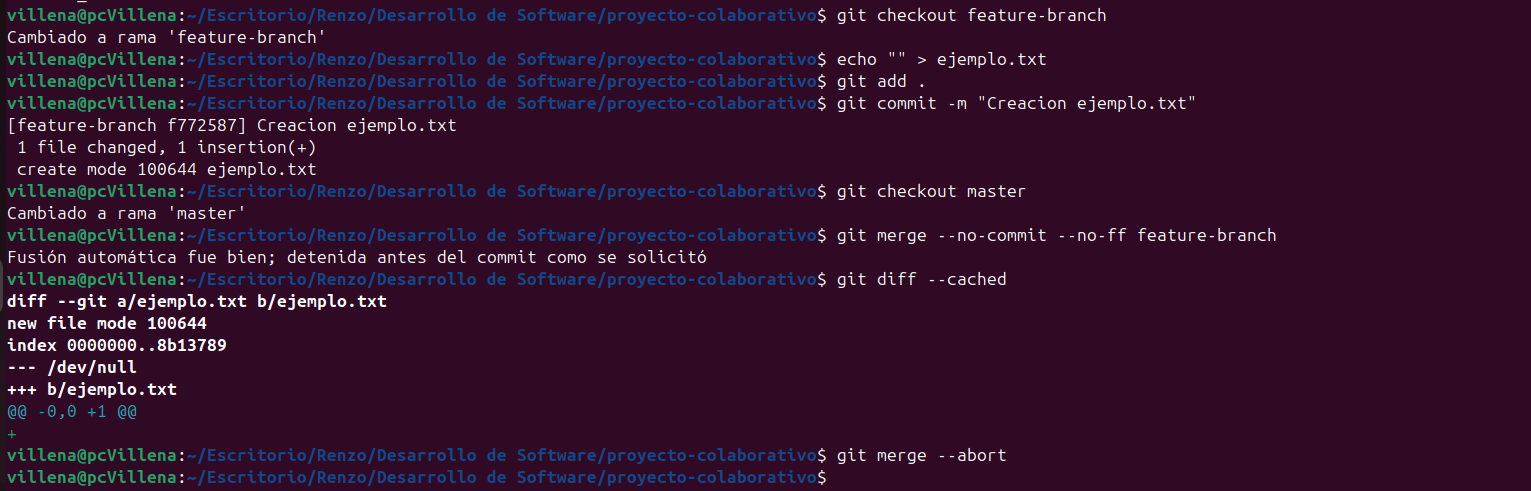 villena@pcVillena:~/Escritorio/Renzo/Desarrollo de Software/proyecto-colaborativo$ git checkout feature-branch
Cambiado a rama 'feature-branch'
villena@pcVillena:~/Escritorio/Renzo/Desarrollo de Software/proyecto-colaborativo$ echo "" > ejemplo.txt
villena@pcVillena:~/Escritorio/Renzo/Desarrollo de Software/proyecto-colaborativo$ git add .
villena@pcVillena:~/Escritorio/Renzo/Desarrollo de Software/proyecto-colaborativo$ git commit -m "Creacion ejemplo.txt"
[feature-branch f772587] Creacion ejemplo.txt
 1 file changed, 1 insertion(+)
 create mode 100644 ejemplo.txt
villena@pcVillena:~/Escritorio/Renzo/Desarrollo de Software/proyecto-colaborativo$ git checkout master
Cambiado a rama 'master'
villena@pcVillena:~/Escritorio/Renzo/Desarrollo de Software/proyecto-colaborativo$ git merge --no-commit --no-ff feature-branch
Fusión automática fue bien; detenida antes del commit como se solicitó
villena@pcVillena:~/Escritorio/Renzo/Desarrollo de Software/proyecto-colaborativo$ git diff --cached
diff --git a/ejemplo.txt b/ejemplo.txt
new file mode 100644
index 0000000..8b13789
--- /dev/null
+++ b/ejemplo.txt
@@ -0,0 +1 @@
+
villena@pcVillena:~/Escritorio/Renzo/Desarrollo de Software/proyecto-colaborativo$ git merge --abort
villena@pcVillena:~/Escritorio/Renzo/Desarrollo de Software/proyecto-colaborativo$